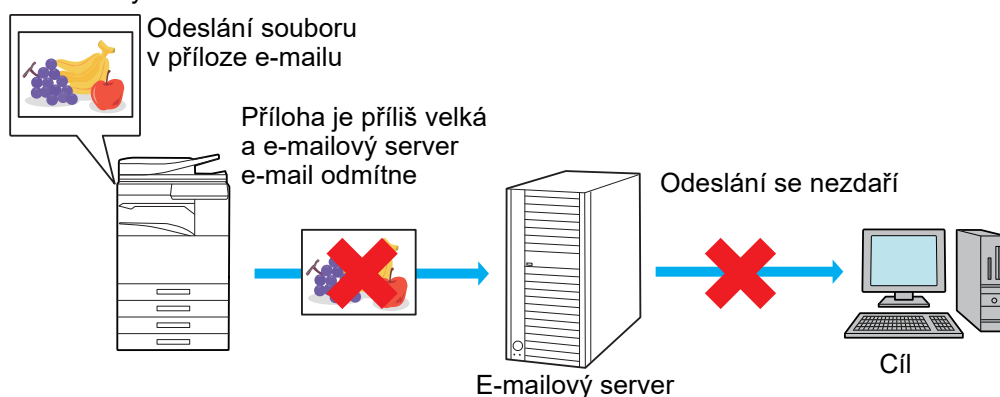 Odeslání souboru
v příloze e-mailu
Příloha je příliš velká
a e-mailový server
e-mail odmítne
Odeslání se nezdaří
E-mailový server
Cíl